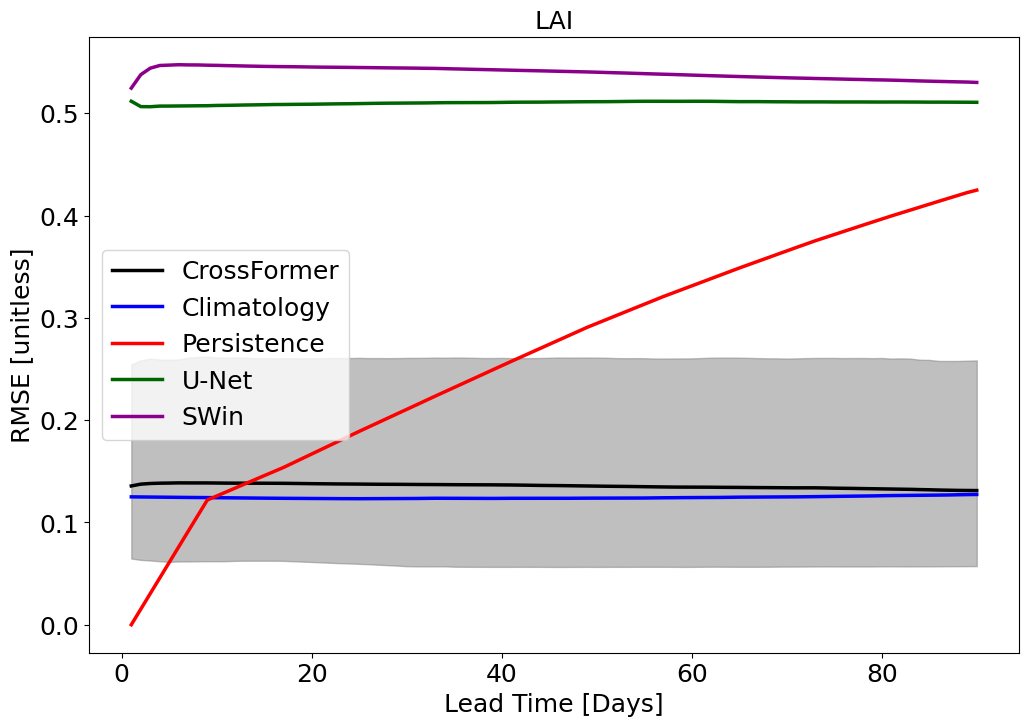 LAI
RMSE [unitless]
0.5
0.4
0.3
0.2
0.1
0.0
CrossFormer
Climatology
Persistence
U-Net
SWin
0 20 40 60 80
Lead Time [Days]